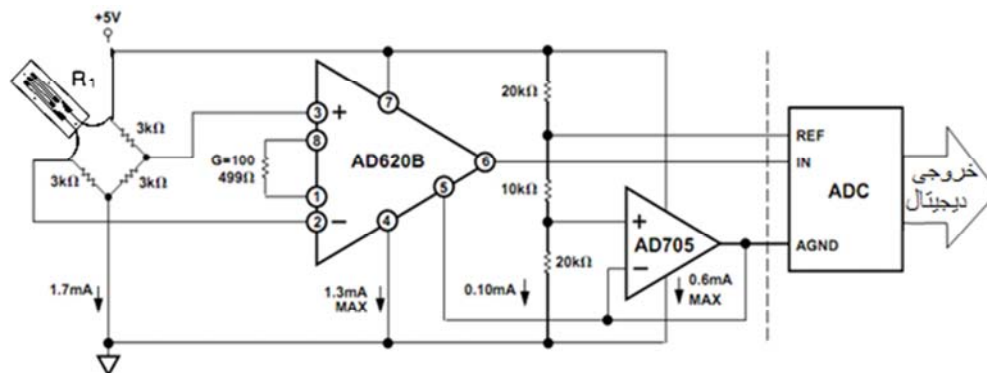 +5V
R1
3kΩ
3kΩ
3kΩ
1.7mA
3
8
1
2
+
−
G=100
499Ω
AD620B
7
6
5
4
1.3mA
MAX
20kΩ
10kΩ
20kΩ
0.10mA
+
−
AD705
0.6mA
MAX
REF
IN
ADC
AGND
خروجی
دیجیتال